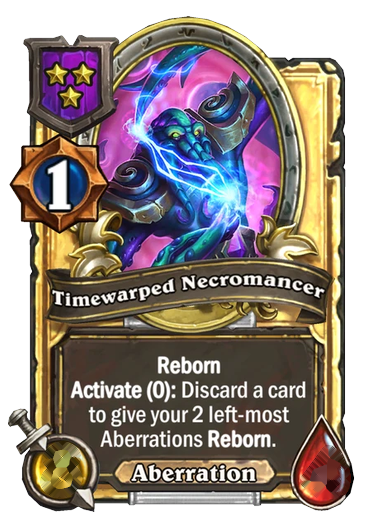 1
Timewarped Necromancer
Reborn
Activate (0): Discard a card
to give your 2 left-most
Aberrations Reborn.
Aberration